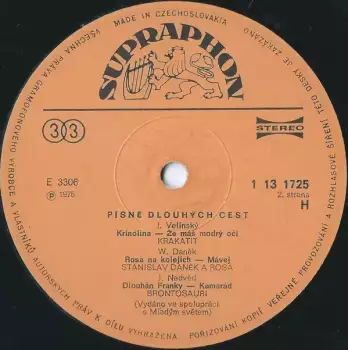 MADE IN CZECHOSLOVAKIA
VŠECHNA PRÁVA GRAMOFONOVÉHO VÝROBCE A VLASTNÍKŮ AUTORSKÝCH PRÁV K DÍLU VYHRAZENA. POŘIZOVÁNÍ KOPIÍ, VEŘEJNÉ PROVOZOVÁNÍ A ROZHLASOVÉ ŠÍŘENÍ TÉTO DESKY JE ZAKÁZÁNO
SUPRAPHON
33
STEREO
E 3306
℗ 1975
1 13 1725
2. strana
H
PÍSNĚ DLOUHÝCH CEST
J. Velinský
Krinolína — Že máš modrý oči
KRAKATIT
W. Daněk
Rosa na kolejích — Mávej
STANISLAV DANĚK A ROSA
J. Nedvěd
Dlouhán Franky — Kamarád
BRONTOSAUŘI
(Vydáno ve spolupráci
s Mladým světem)